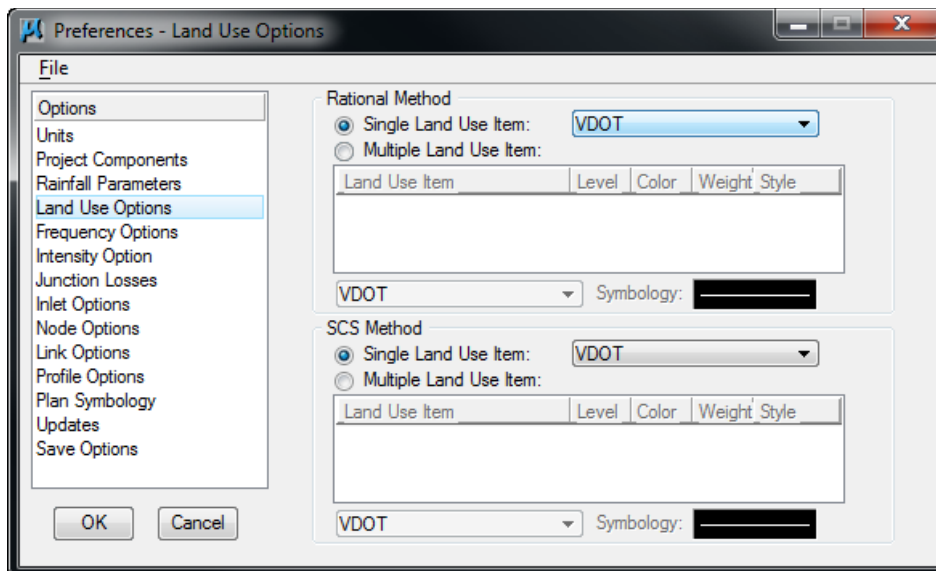 Preferences - Land Use Options
File
Options
Units
Project Components
Rainfall Parameters
Land Use Options
Frequency Options
Intensity Option
Junction Losses
Inlet Options
Node Options
Link Options
Profile Options
Plan Symbology
Updates
Save Options
OK Cancel
Rational Method
Single Land Use Item: VDOT
Multiple Land Use Item:
Land Use Item Level Color Weight Style
VDOT Symbology:
SCS Method
Single Land Use Item: VDOT
Multiple Land Use Item:
Land Use Item Level Color Weight Style
VDOT Symbology: